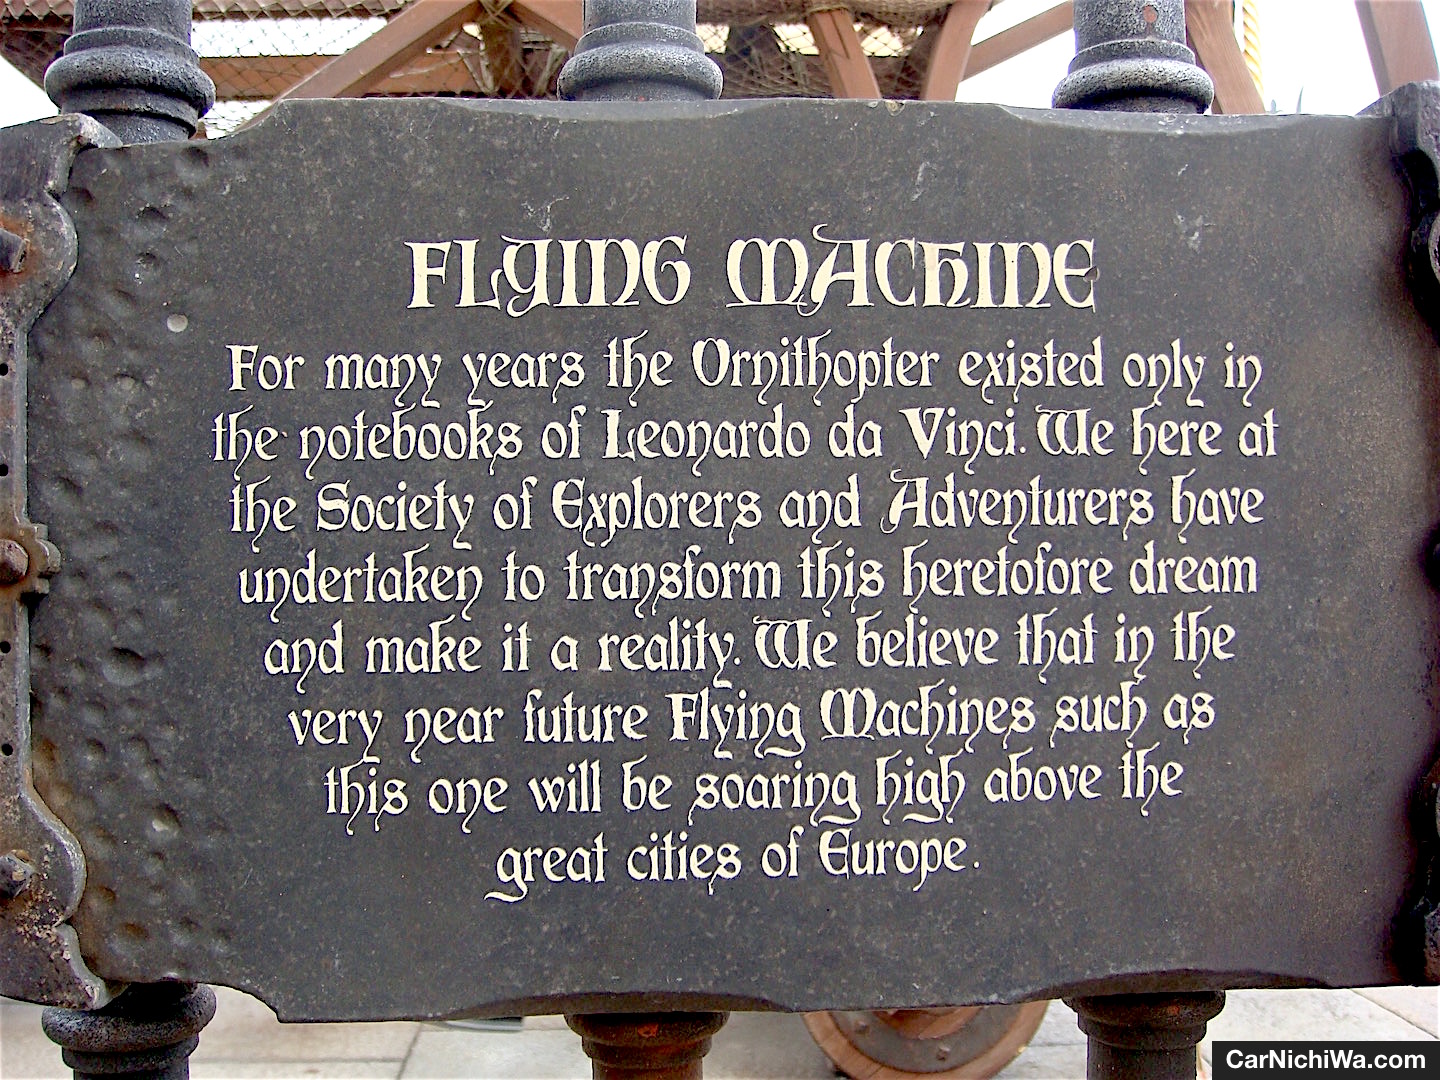 FLYING MACHINE
For many years the Ornithopter existed only in
the notebooks of Leonardo da Vinci. We here at
the Society of Explorers and Adventurers have
undertaken to transform this heretofore dream
and make it a reality. We believe that in the
very near future Flying Machines such as
this one will be soaring high above the
great cities of Europe.
CarNichiWa.com